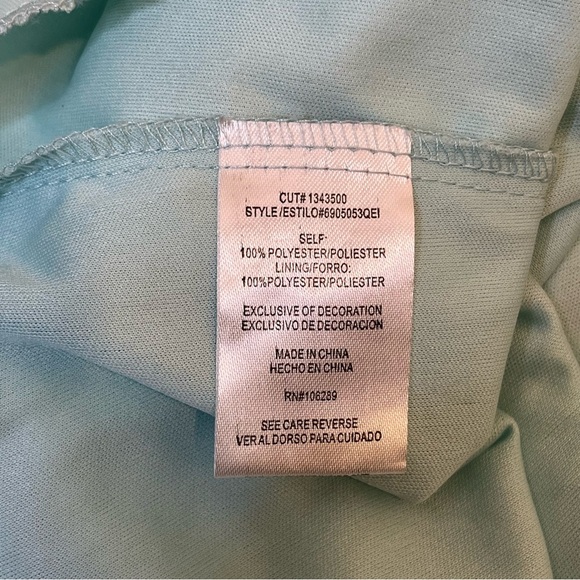 CUT# 1343500
STYLE/ESTILO#6905053QEI
SELF:
100% POLYESTER/POLIESTER
LINING/FORRO:
100%POLYESTER/POLIESTER
EXCLUSIVE OF DECORATION
EXCLUSIVO DE DECORACION
MADE IN CHINA
HECHO EN CHINA
RN#106289
SEE CARE REVERSE
VER AL DORSO PARA CUIDADO